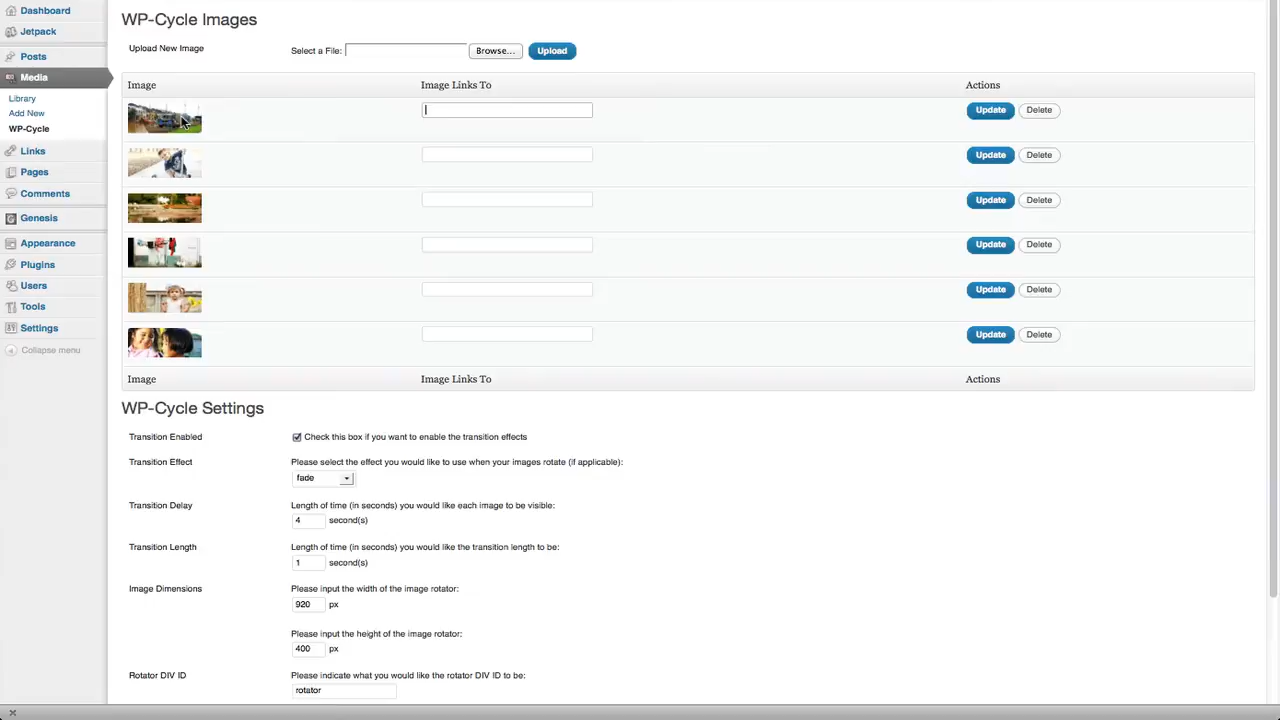 Dashboard
Jetpack
Posts
Media
Library
Add New
WP-Cycle
Links
Pages
Comments
Genesis
Appearance
Plugins
Users
Tools
Settings
Collapse menu
WP-Cycle Images
Upload New Image Select a File: Browse... Upload
Image Image Links To Actions
Update Delete
Update Delete
Update Delete
Update Delete
Update Delete
Update Delete
Image Image Links To Actions
WP-Cycle Settings
Transition Enabled Check this box if you want to enable the transition effects
Transition Effect Please select the effect you would like to use when your images rotate (if applicable):
fade
Transition Delay Length of time (in seconds) you would like each image to be visible:
4 second(s)
Transition Length Length of time (in seconds) you would like the transition length to be:
1 second(s)
Image Dimensions Please input the width of the image rotator:
920 px
Please input the height of the image rotator:
400 px
Rotator DIV ID Please indicate what you would like the rotator DIV ID to be:
rotator